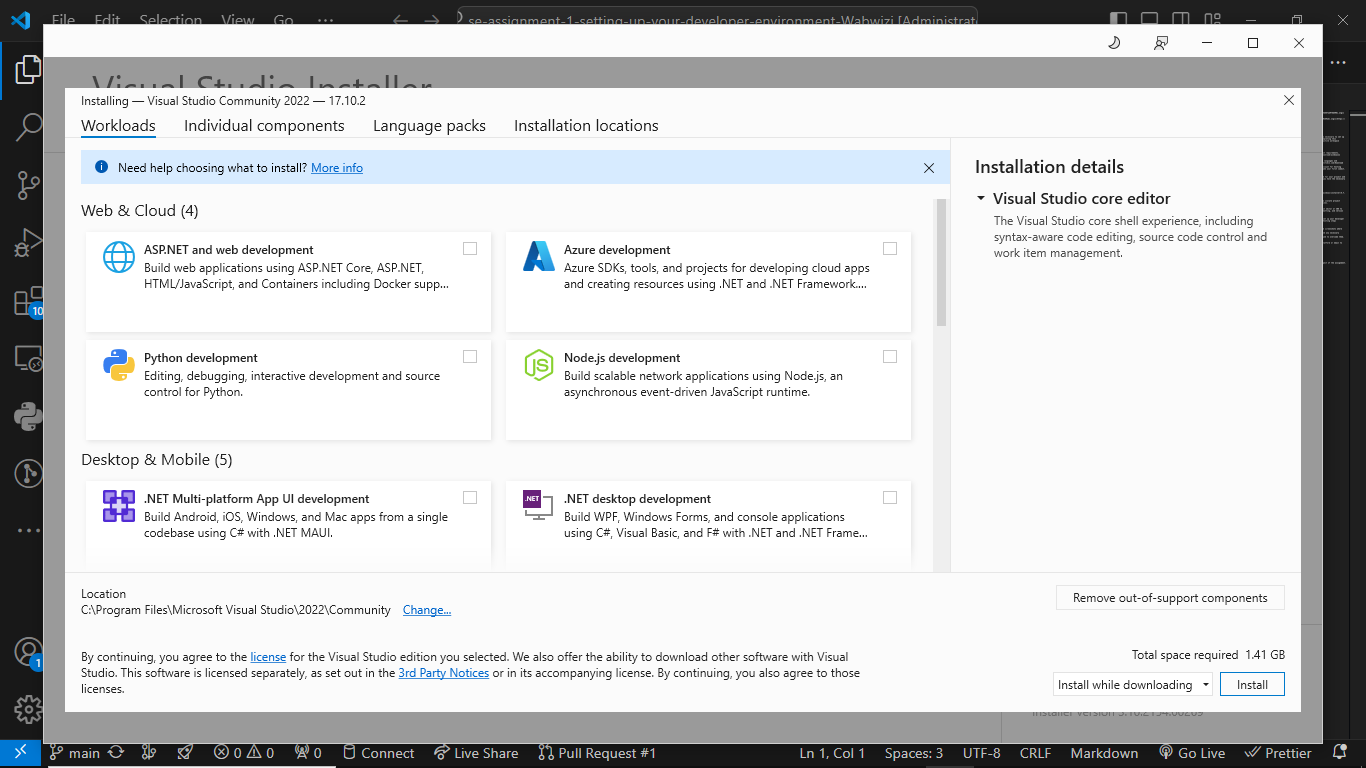 File Edit Selection View Go ...
se-assignment-1-setting-up-your-developer-environment-Wabwizi [Administrat
Visual Studio Installer
Installing — Visual Studio Community 2022 — 17.10.2
Workloads Individual components Language packs Installation locations
Need help choosing what to install? More info
Web & Cloud (4)
ASP.NET and web development
Build web applications using ASP.NET Core, ASP.NET,
HTML/JavaScript, and Containers including Docker supp...
Azure development
Azure SDKs, tools, and projects for developing cloud apps
and creating resources using .NET and .NET Framework....
Python development
Editing, debugging, interactive development and source
control for Python.
Node.js development
Build scalable network applications using Node.js, an
asynchronous event-driven JavaScript runtime.
Desktop & Mobile (5)
.NET Multi-platform App UI development
Build Android, iOS, Windows, and Mac apps from a single
codebase using C# with .NET MAUI.
.NET
.NET desktop development
Build WPF, Windows Forms, and console applications
using C#, Visual Basic, and F# with .NET and .NET Frame...
Installation details
Visual Studio core editor
The Visual Studio core shell experience, including
syntax-aware code editing, source code control and
work item management.
10
1
Location
C:\Program Files\Microsoft Visual Studio\2022\Community Change...
Remove out-of-support components
By continuing, you agree to the license for the Visual Studio edition you selected. We also offer the ability to download other software with Visual
Studio. This software is licensed separately, as set out in the 3rd Party Notices or in its accompanying license. By continuing, you also agree to those
licenses.
Total space required 1.41 GB
Install while downloading Install
main 0 0 0 Connect Live Share Pull Request #1 Ln 1, Col 1 Spaces: 3 UTF-8 CRLF Markdown Go Live Prettier